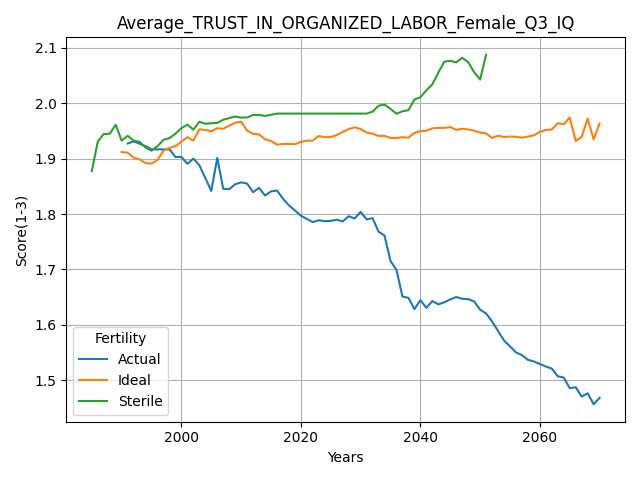 Average_TRUST_IN_ORGANIZED_LABOR_Female_Q3_IQ
Score(1-3)
2.1
2.0
1.9
1.8
1.7
1.6
1.5
Fertility
Actual
Ideal
Sterile
2000
2020
2040
2060
Years